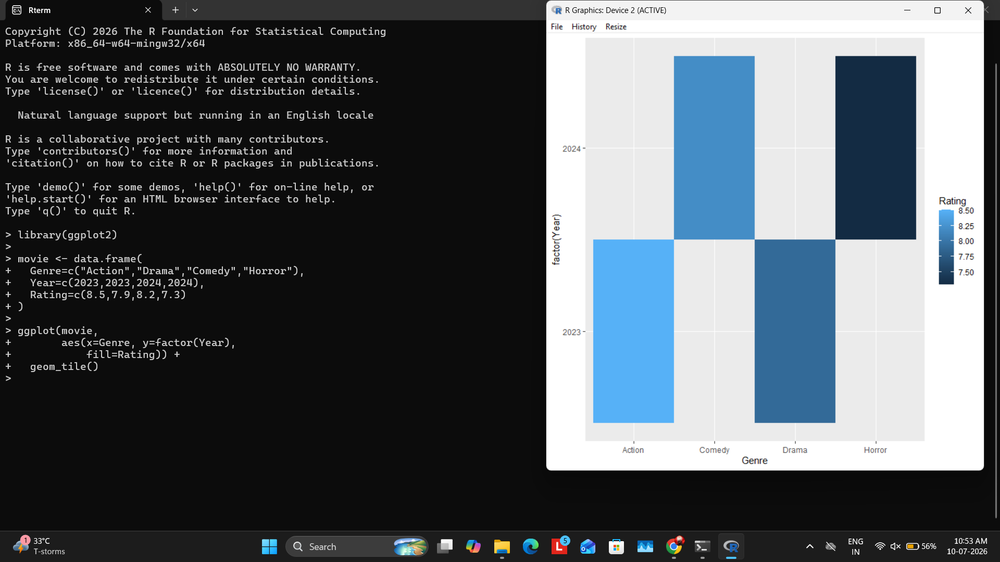 Rterm
Copyright (C) 2026 The R Foundation for Statistical Computing
Platform: x86_64-w64-mingw32/x64
R is free software and comes with ABSOLUTELY NO WARRANTY.
You are welcome to redistribute it under certain conditions.
Type 'license()' or 'licence()' for distribution details.
  Natural language support but running in an English locale
R is a collaborative project with many contributors.
Type 'contributors()' for more information and
'citation()' on how to cite R or R packages in publications.
Type 'demo()' for some demos, 'help()' for on-line help, or
'help.start()' for an HTML browser interface to help.
Type 'q()' to quit R.
> library(ggplot2)
>
> movie <- data.frame(
+   Genre=c("Action","Drama","Comedy","Horror"),
+   Year=c(2023,2023,2024,2024),
+   Rating=c(8.5,7.9,8.2,7.3)
+ )
>
> ggplot(movie,
+        aes(x=Genre, y=factor(Year),
+            fill=Rating)) +
+   geom_tile()
>
R Graphics: Device 2 (ACTIVE)
File History Resize
2024
factor(Year)
2023
Action Comedy Drama Horror
Genre
Rating
8.50
8.25
8.00
7.75
7.50
1
33°C
T-storms
Search
L
5
ENG
IN
56%
10:53 AM
10-07-2026